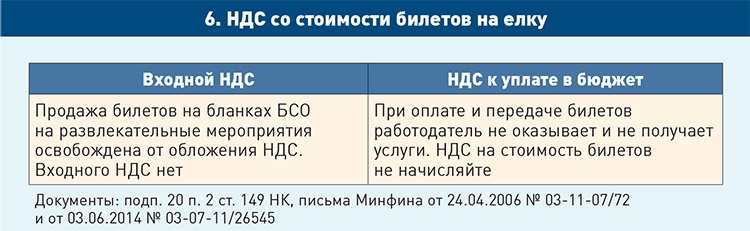 6. НДС со стоимости билетов на елку
Входной НДС
Продажа билетов на бланках БСО
на развлекательные мероприятия
освобождена от обложения НДС.
Входного НДС нет
НДС к уплате в бюджет
При оплате и передаче билетов
работодатель не оказывает и не получает
услуги. НДС на стоимость билетов
не начисляйте
Документы: подп. 20 п. 2 ст. 149 НК, письма Минфина от 24.04.2006 № 03-11-07/72
и от 03.06.2014 № 03-07-11/26545